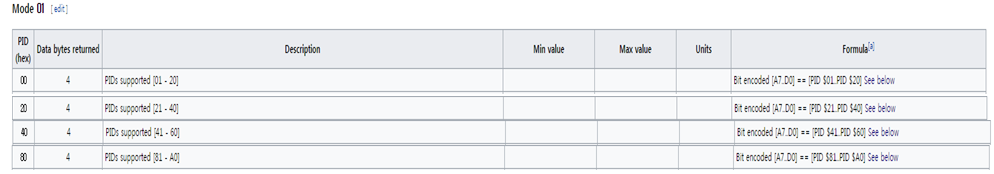 Mode 01 [edit]
PID (hex) Data bytes returned Description Min value Max value Units Formula[a]
00 4 PIDs supported [01 - 20] Bit encoded [A7.D0] == [PID $01.PID $20] See below
20 4 PIDs supported [21 - 40] Bit encoded [A7.D0] == [PID $21.PID $40] See below
40 4 PIDs supported [41 - 60] Bit encoded [A7.D0] == [PID $41.PID $60] See below
80 4 PIDs supported [81 - A0] Bit encoded [A7.D0] == [PID $81.PID $A0] See below